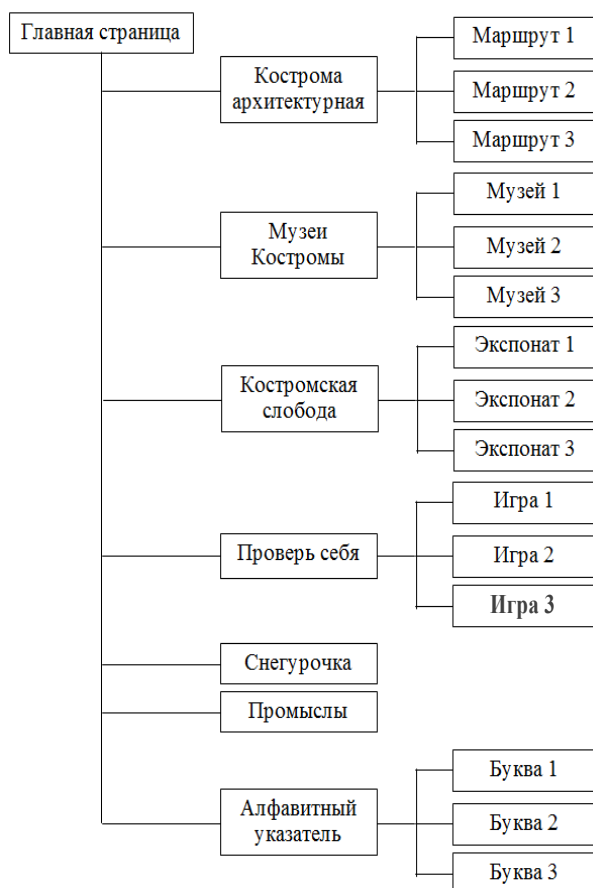 Главная страница
Кострома
архитектурная
Маршрут 1
Маршрут 2
Маршрут 3
Музеи
Костромы
Музей 1
Музей 2
Музей 3
Костромская
слобода
Экспонат 1
Экспонат 2
Экспонат 3
Проверь себя
Игра 1
Игра 2
Игра 3
Снегурочка
Промыслы
Алфавитный
указатель
Буква 1
Буква 2
Буква 3